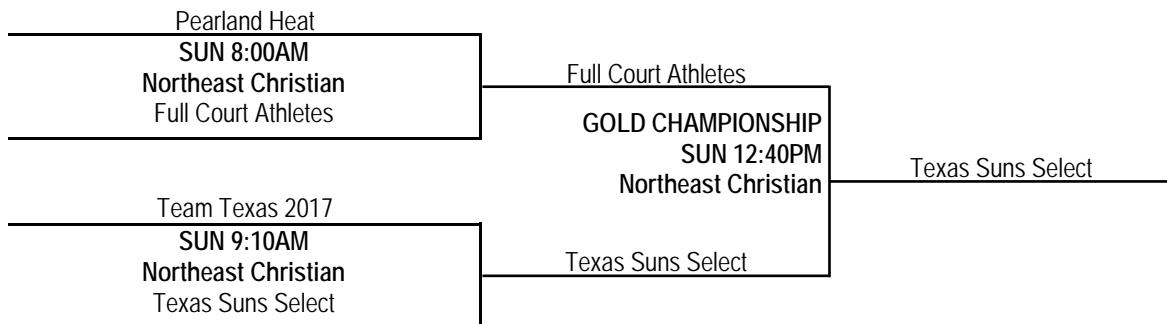 Pearland Heat
SUN 8:00AM
Northeast Christian
Full Court Athletes
Full Court Athletes
GOLD CHAMPIONSHIP
SUN 12:40PM
Northeast Christian
Texas Suns Select
Team Texas 2017
SUN 9:10AM
Northeast Christian
Texas Suns Select
Texas Suns Select